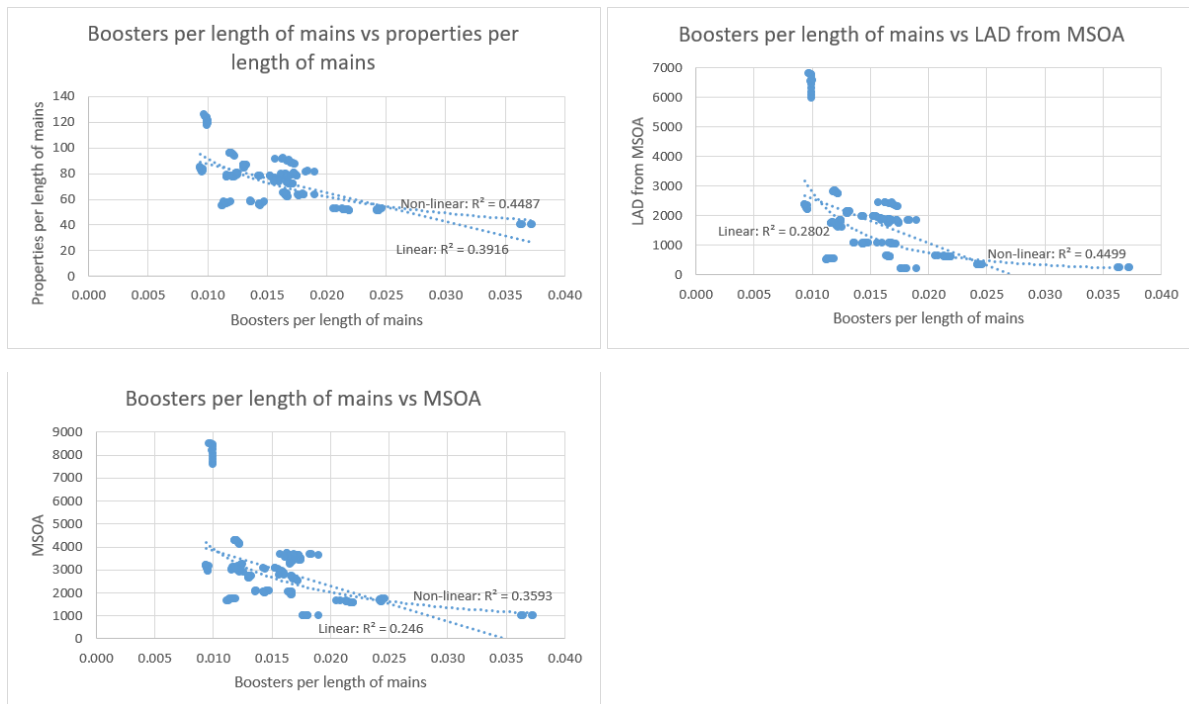 Boosters per length of mains vs properties per
length of mains
Properties per length of mains
140
120
100
80
60
40
20
0
Non-linear: R² = 0.4487
Linear: R² = 0.3916
0.000 0.005 0.010 0.015 0.020 0.025 0.030 0.035 0.040
Boosters per length of mains
Boosters per length of mains vs LAD from MSOA
LAD from MSOA
7000
6000
5000
4000
3000
2000
1000
0
Linear: R² = 0.2802
Non-linear: R² = 0.4499
0.000 0.005 0.010 0.015 0.020 0.025 0.030 0.035 0.040
Boosters per length of mains
Boosters per length of mains vs MSOA
MSOA
9000
8000
7000
6000
5000
4000
3000
2000
1000
0
Non-linear: R² = 0.3593
Linear: R² = 0.246
0.000 0.005 0.010 0.015 0.020 0.025 0.030 0.035 0.040
Boosters per length of mains